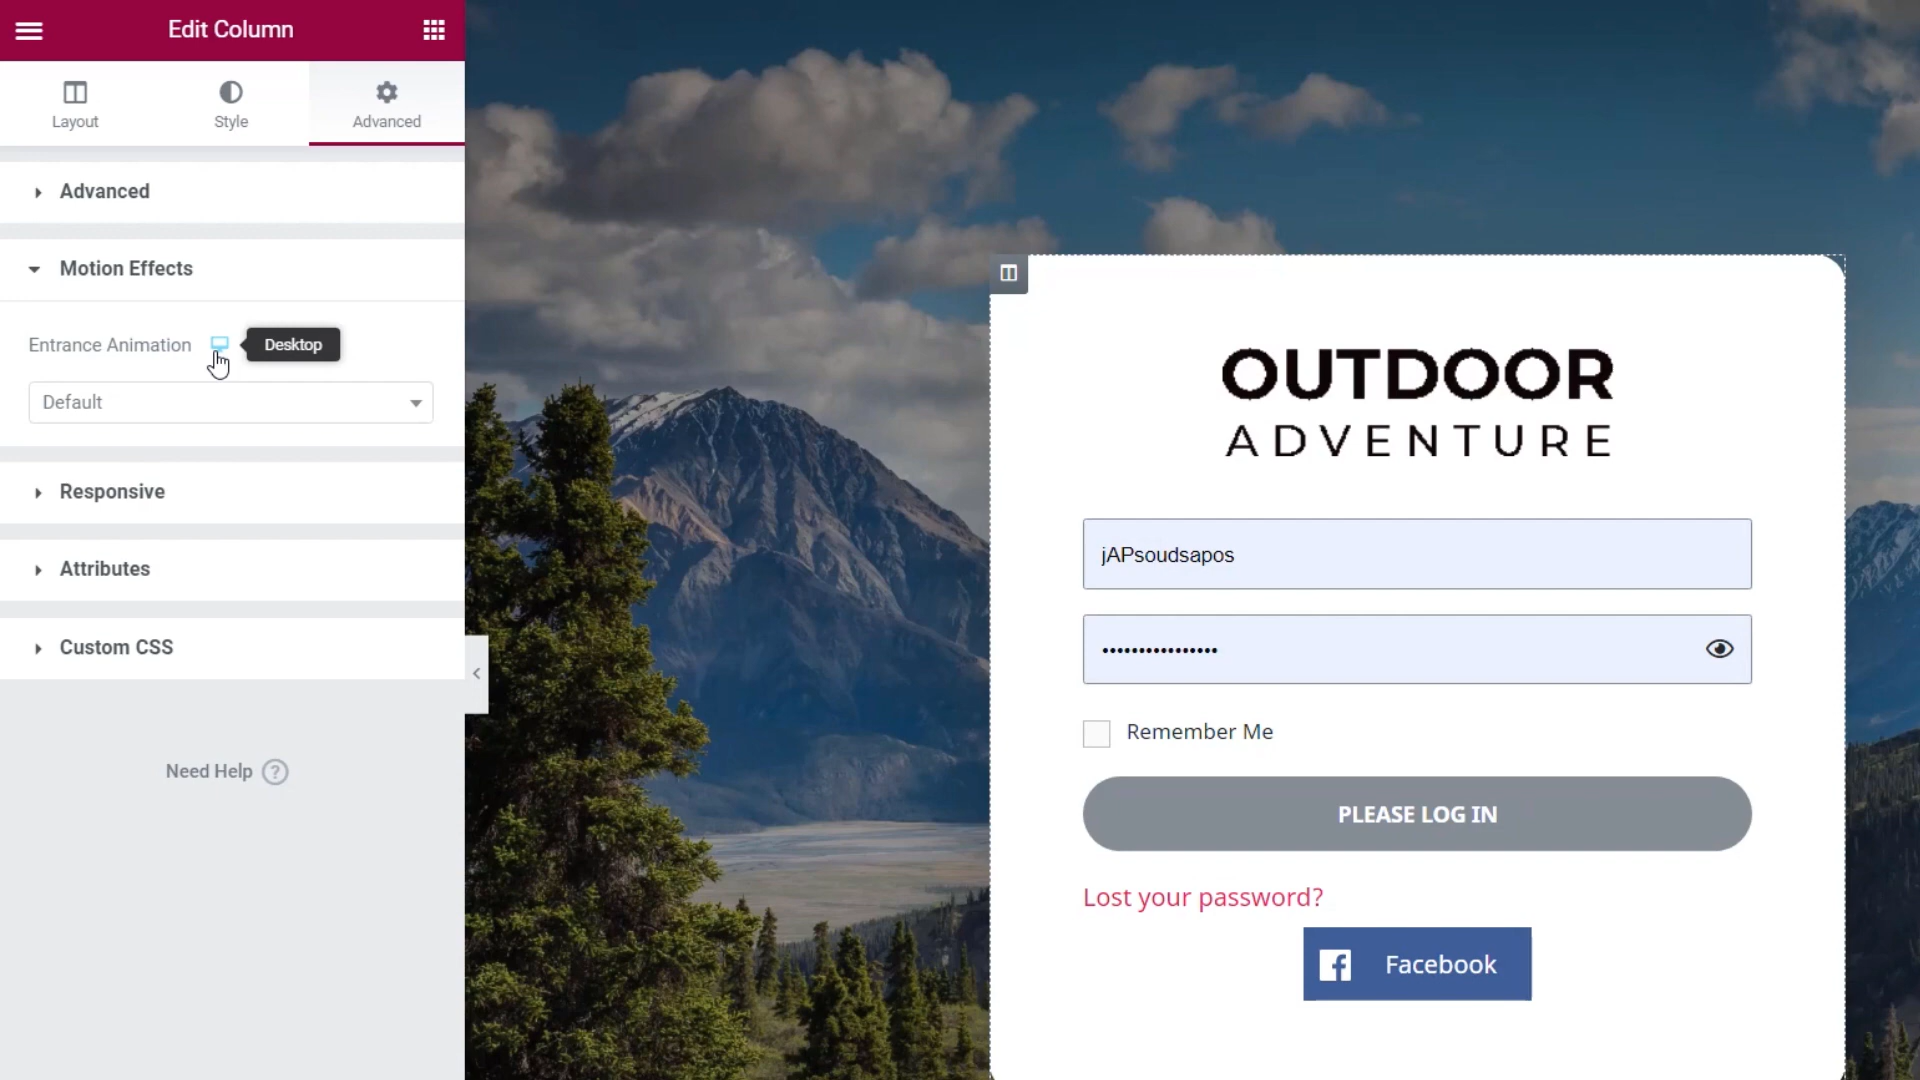 Edit Column
Layout
Style
Advanced
Advanced
Motion Effects
Entrance Animation
Desktop
Default
Responsive
Attributes
Custom CSS
Need Help ?
OUTDOOR
ADVENTURE
jAPsoudsapos
••••••••••••••••
Remember Me
PLEASE LOG IN
Lost your password?
Facebook